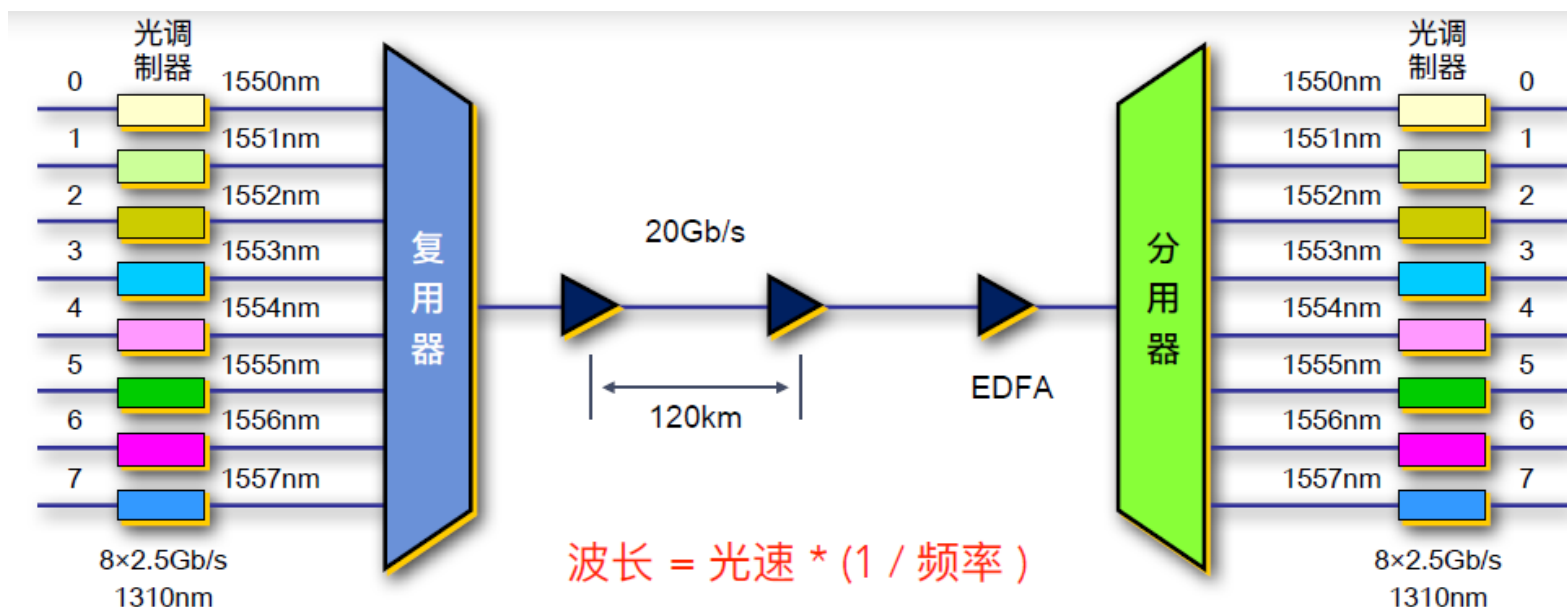 光调
制器
0 1550nm
1 1551nm
2 1552nm
3 1553nm
4 1554nm
5 1555nm
6 1556nm
7 1557nm
8×2.5Gb/s
1310nm
复
用
器
20Gb/s
120km
EDFA
波长 = 光速 * (1 / 频率 )
分
用
器
光调
制器
1550nm 0
1551nm 1
1552nm 2
1553nm 3
1554nm 4
1555nm 5
1556nm 6
1557nm 7
8×2.5Gb/s
1310nm